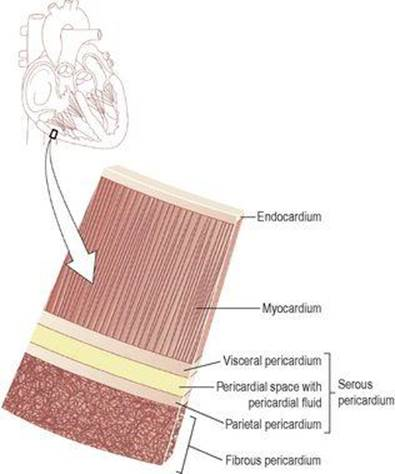 Endocardium
Myocardium
Visceral pericardium
Pericardial space with
pericardial fluid
Parietal pericardium
Serous
pericardium
Fibrous pericardium